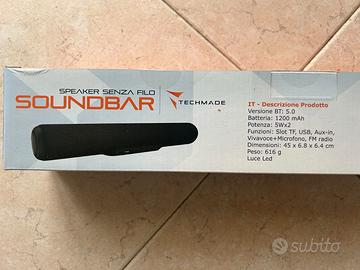 SPEAKER SENZA FILO
SOUNDBAR
TECHMADE
IT - Descrizione Prodotto
Versione BT: 5.0
Batteria: 1200 mAh
Potenza: 5Wx2
Funzioni: Slot TF, USB, Aux-in,
Vivavoce+Microfono, FM radio
Dimensioni: 45 x 6.8 x 6.4 cm
Peso: 616 g
Luce Led
subito